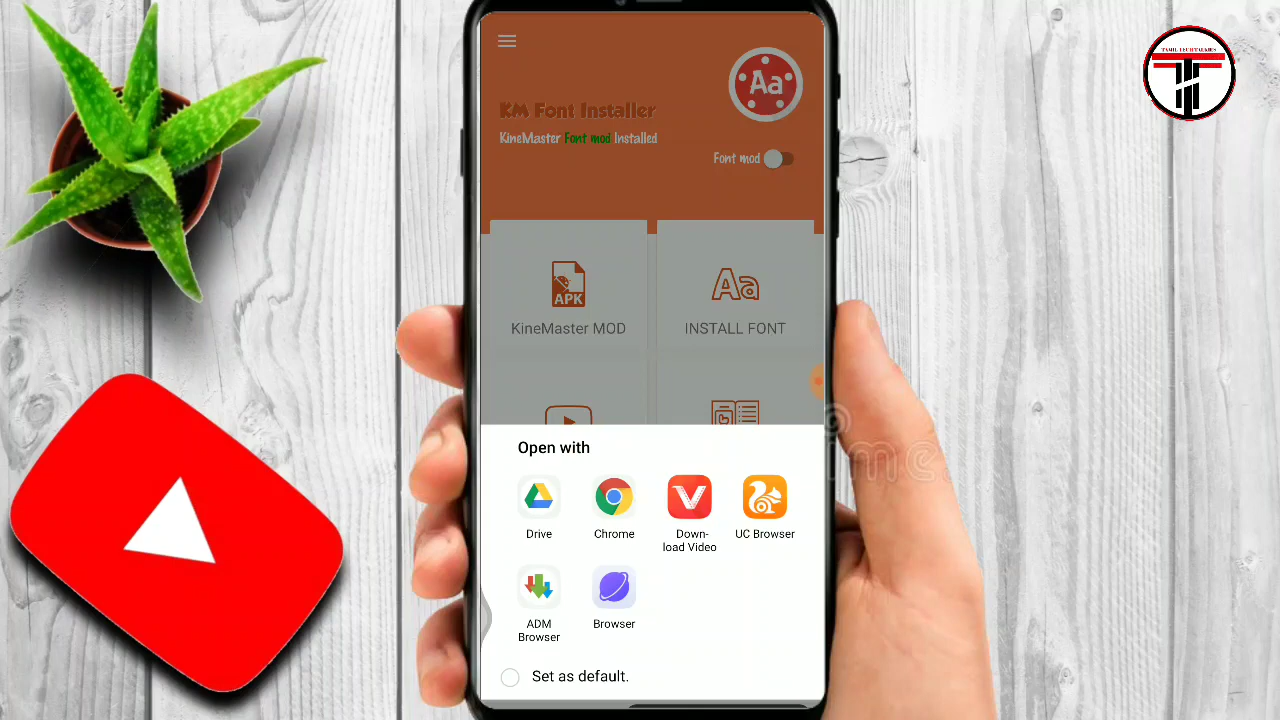 KM Font Installer
KineMaster Font mod Installed
Font mod
Aa
APK
KineMaster MOD
Aa
INSTALL FONT
Open with
Drive
Chrome
Down-
load Video
UC Browser
ADM
Browser
Browser
Set as default.